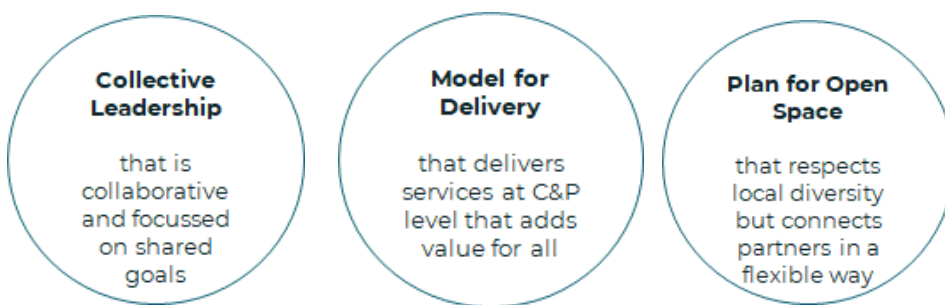 Collective
Leadership
that is
collaborative
and focussed
on shared
goals
Model for
Delivery
that delivers
services at C&P
level that adds
value for all
Plan for Open
Space
that respects
local diversity
but connects
partners in a
flexible way